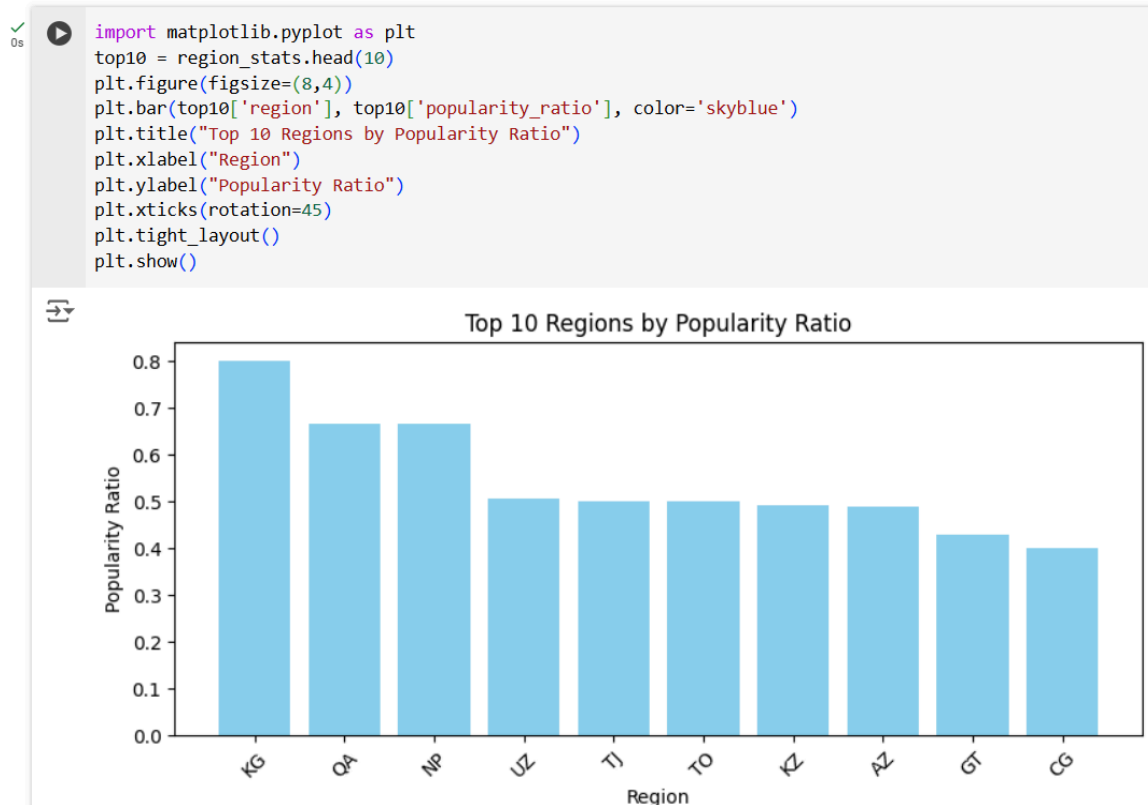 0s
import matplotlib.pyplot as plt
top10 = region_stats.head(10)
plt.figure(figsize=(8,4))
plt.bar(top10['region'], top10['popularity_ratio'], color='skyblue')
plt.title("Top 10 Regions by Popularity Ratio")
plt.xlabel("Region")
plt.ylabel("Popularity Ratio")
plt.xticks(rotation=45)
plt.tight_layout()
plt.show()
Top 10 Regions by Popularity Ratio
Popularity Ratio
0.8
0.7
0.6
0.5
0.4
0.3
0.2
0.1
0.0
KG QA NP UZ TJ TO KZ AZ GT CG
Region